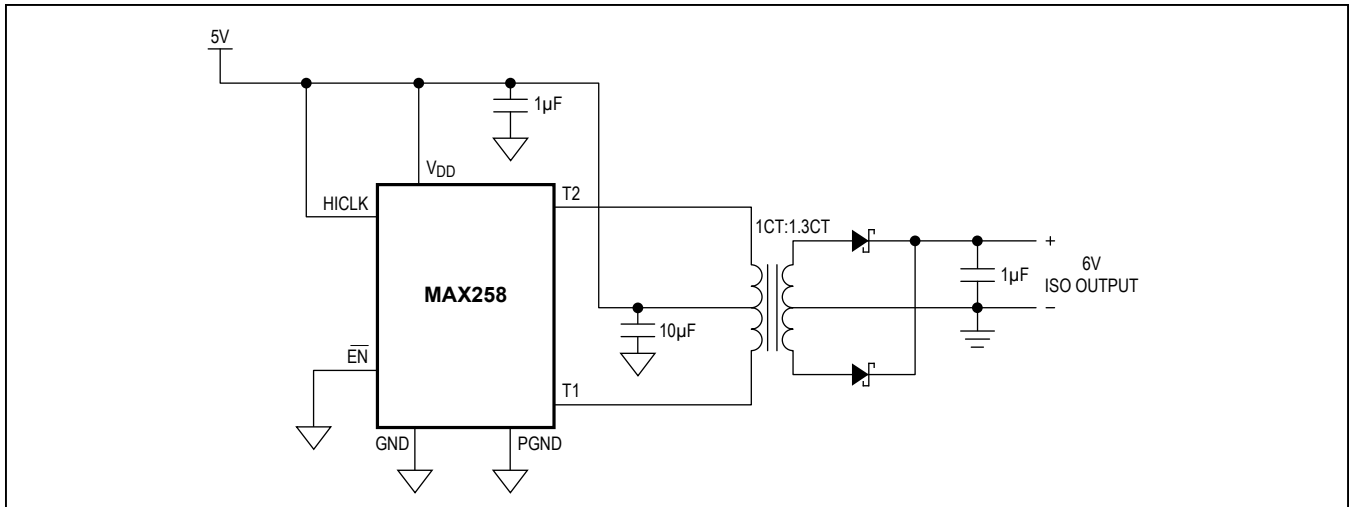 5V
1µF
VDD
HICLK
T2
1CT:1.3CT
+
6V
ISO OUTPUT
1µF
–
MAX258
10µF
EN
T1
GND
PGND